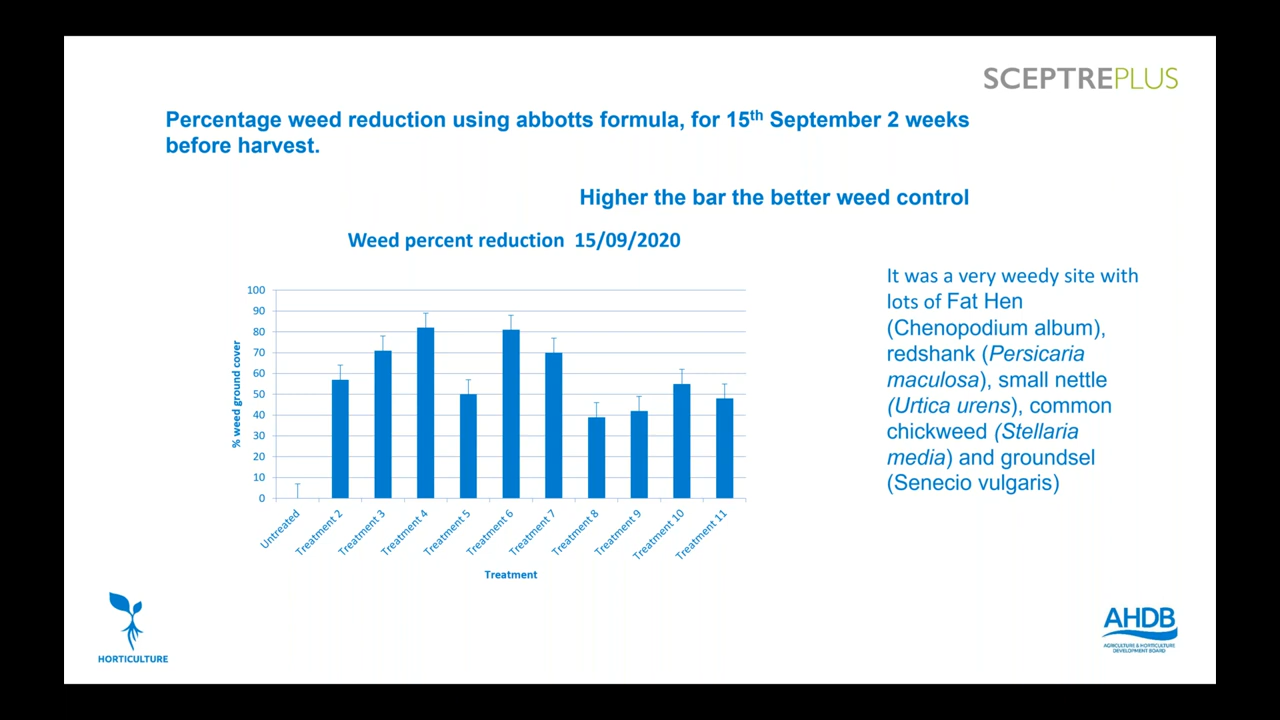 SCEPTREPLUS
Percentage weed reduction using abbotts formula, for 15th September 2 weeks
before harvest.
Higher the bar the better weed control
Weed percent reduction 15/09/2020
100
90
80
70
60
50
40
30
20
10
0
% weed ground cover
Untreated
Treatment 2
Treatment 3
Treatment 4
Treatment 5
Treatment 6
Treatment 7
Treatment 8
Treatment 9
Treatment 10
Treatment 11
Treatment
It was a very weedy site with
lots of Fat Hen
(Chenopodium album),
redshank (Persicaria
maculosa), small nettle
(Urtica urens), common
chickweed (Stellaria
media) and groundsel
(Senecio vulgaris)
HORTICULTURE
AHDB
AGRICULTURE & HORTICULTURE
DEVELOPMENT BOARD